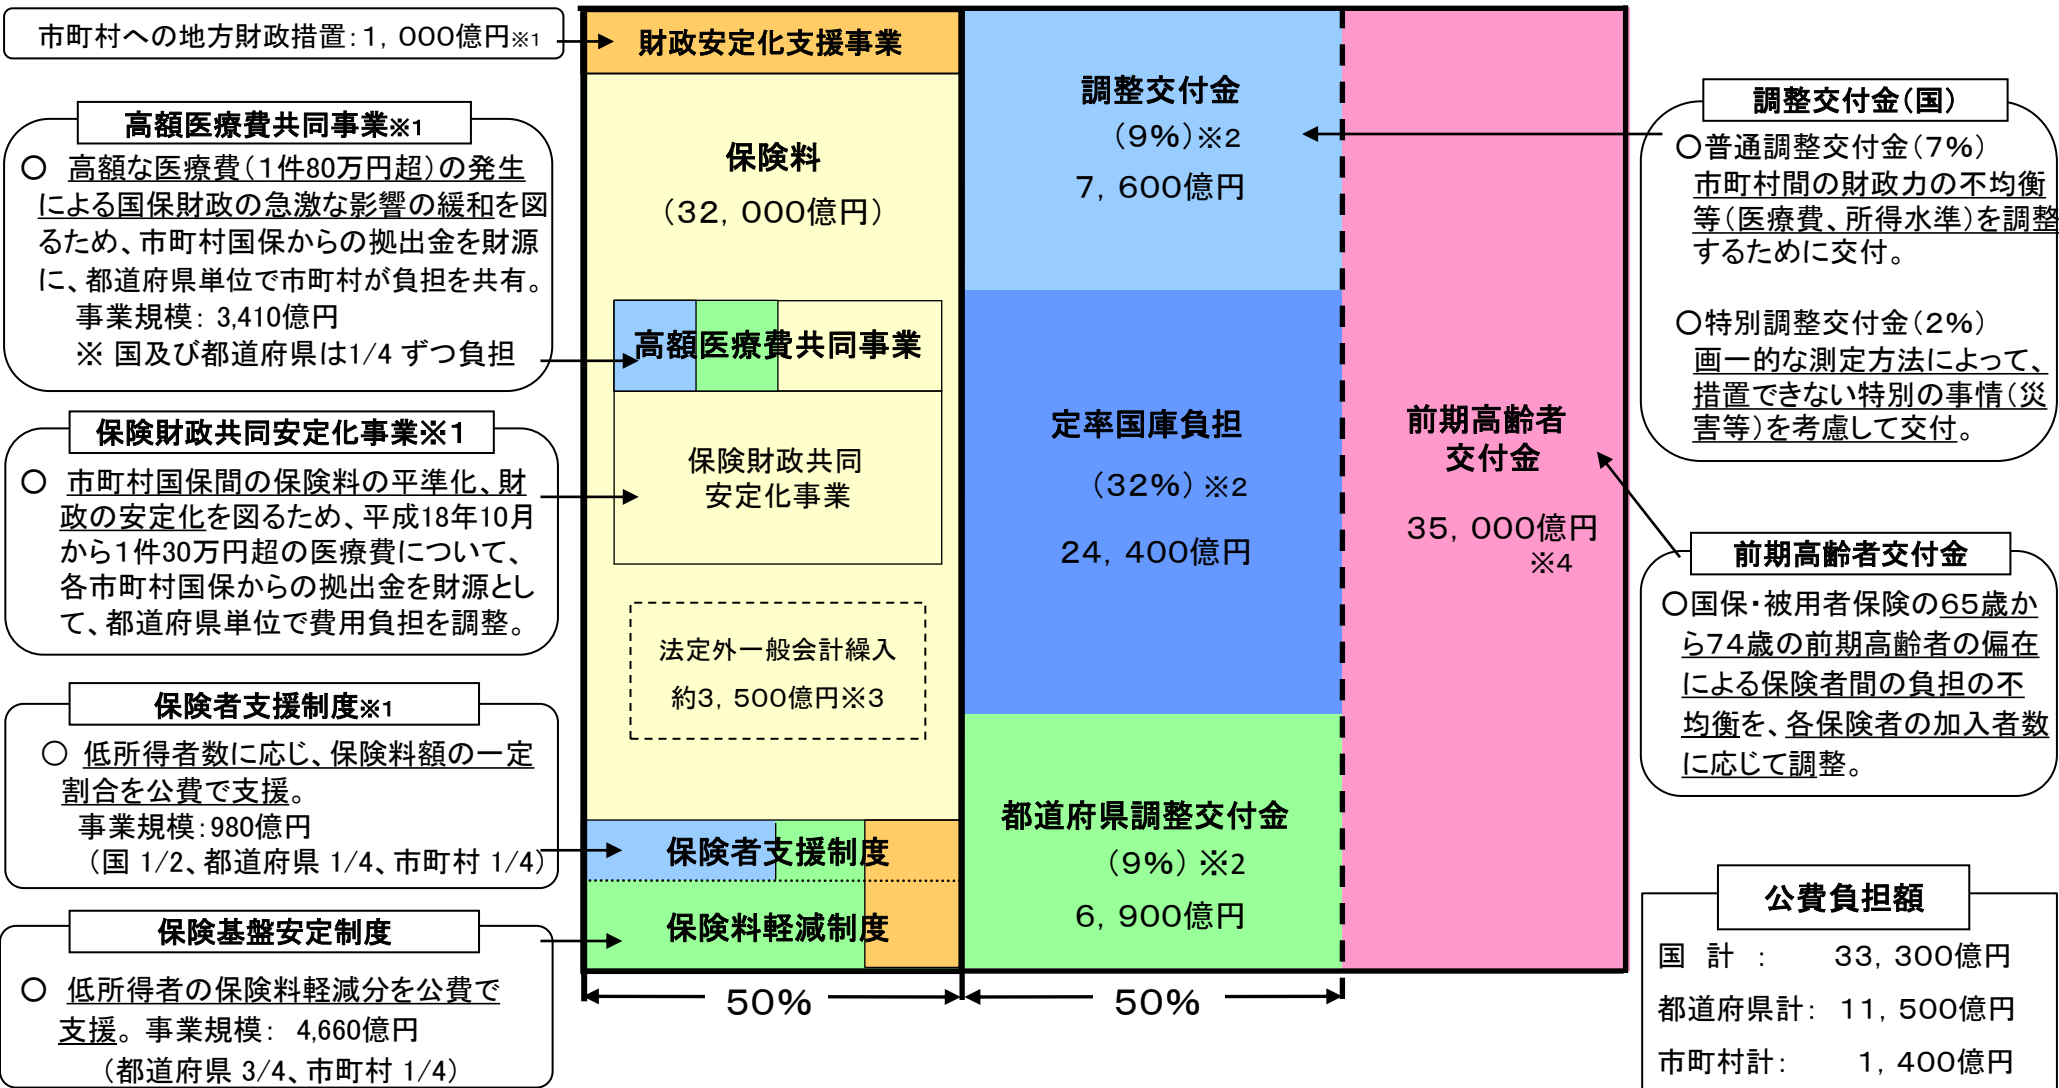 市町村への地方財政措置：１，０００億円※1
高額医療費共同事業※1
○ 高額な医療費（１件80万円超）の発生
による国保財政の急激な影響の緩和を図
るため、市町村国保からの拠出金を財源
に、都道府県単位で市町村が負担を共有。
事業規模： 3,410億円
※ 国及び都道府県は1/4 ずつ負担
保険財政共同安定化事業※１
○ 市町村国保間の保険料の平準化、財
政の安定化を図るため、平成18年10月
から１件30万円超の医療費について、
各市町村国保からの拠出金を財源とし
て、都道府県単位で費用負担を調整。
保険者支援制度※1
○ 低所得者数に応じ、保険料額の一定
割合を公費で支援。
事業規模：980億円
（国 1/2、都道府県 1/4、市町村 1/4）
保険基盤安定制度
○ 低所得者の保険料軽減分を公費で
支援。事業規模： 4,660億円
（都道府県 3/4、市町村 1/4）
財政安定化支援事業
保険料
（３２，０００億円）
高額医療費共同事業
保険財政共同
安定化事業
法定外一般会計繰入
約３，５００億円※３
保険者支援制度
保険料軽減制度
50%
調整交付金
（9%）※2
７，６００億円
定率国庫負担
（32%）※2
２４，４００億円
都道府県調整交付金
（9%）※2
６，９００億円
50%
前期高齢者
交付金
３５，０００億円
※4
調整交付金（国）
○普通調整交付金（７％）
市町村間の財政力の不均衡
等（医療費、所得水準）を調整
するために交付。
○特別調整交付金（２％）
画一的な測定方法によって、
措置できない特別の事情（災
害等）を考慮して交付。
前期高齢者交付金
○国保・被用者保険の６５歳か
ら７４歳の前期高齢者の偏在
による保険者間の負担の不
均衡を、各保険者の加入者数
に応じて調整。
公費負担額
国 計 ： ３３，３００億円
都道府県計： １１，５００億円
市町村計： １，４００億円